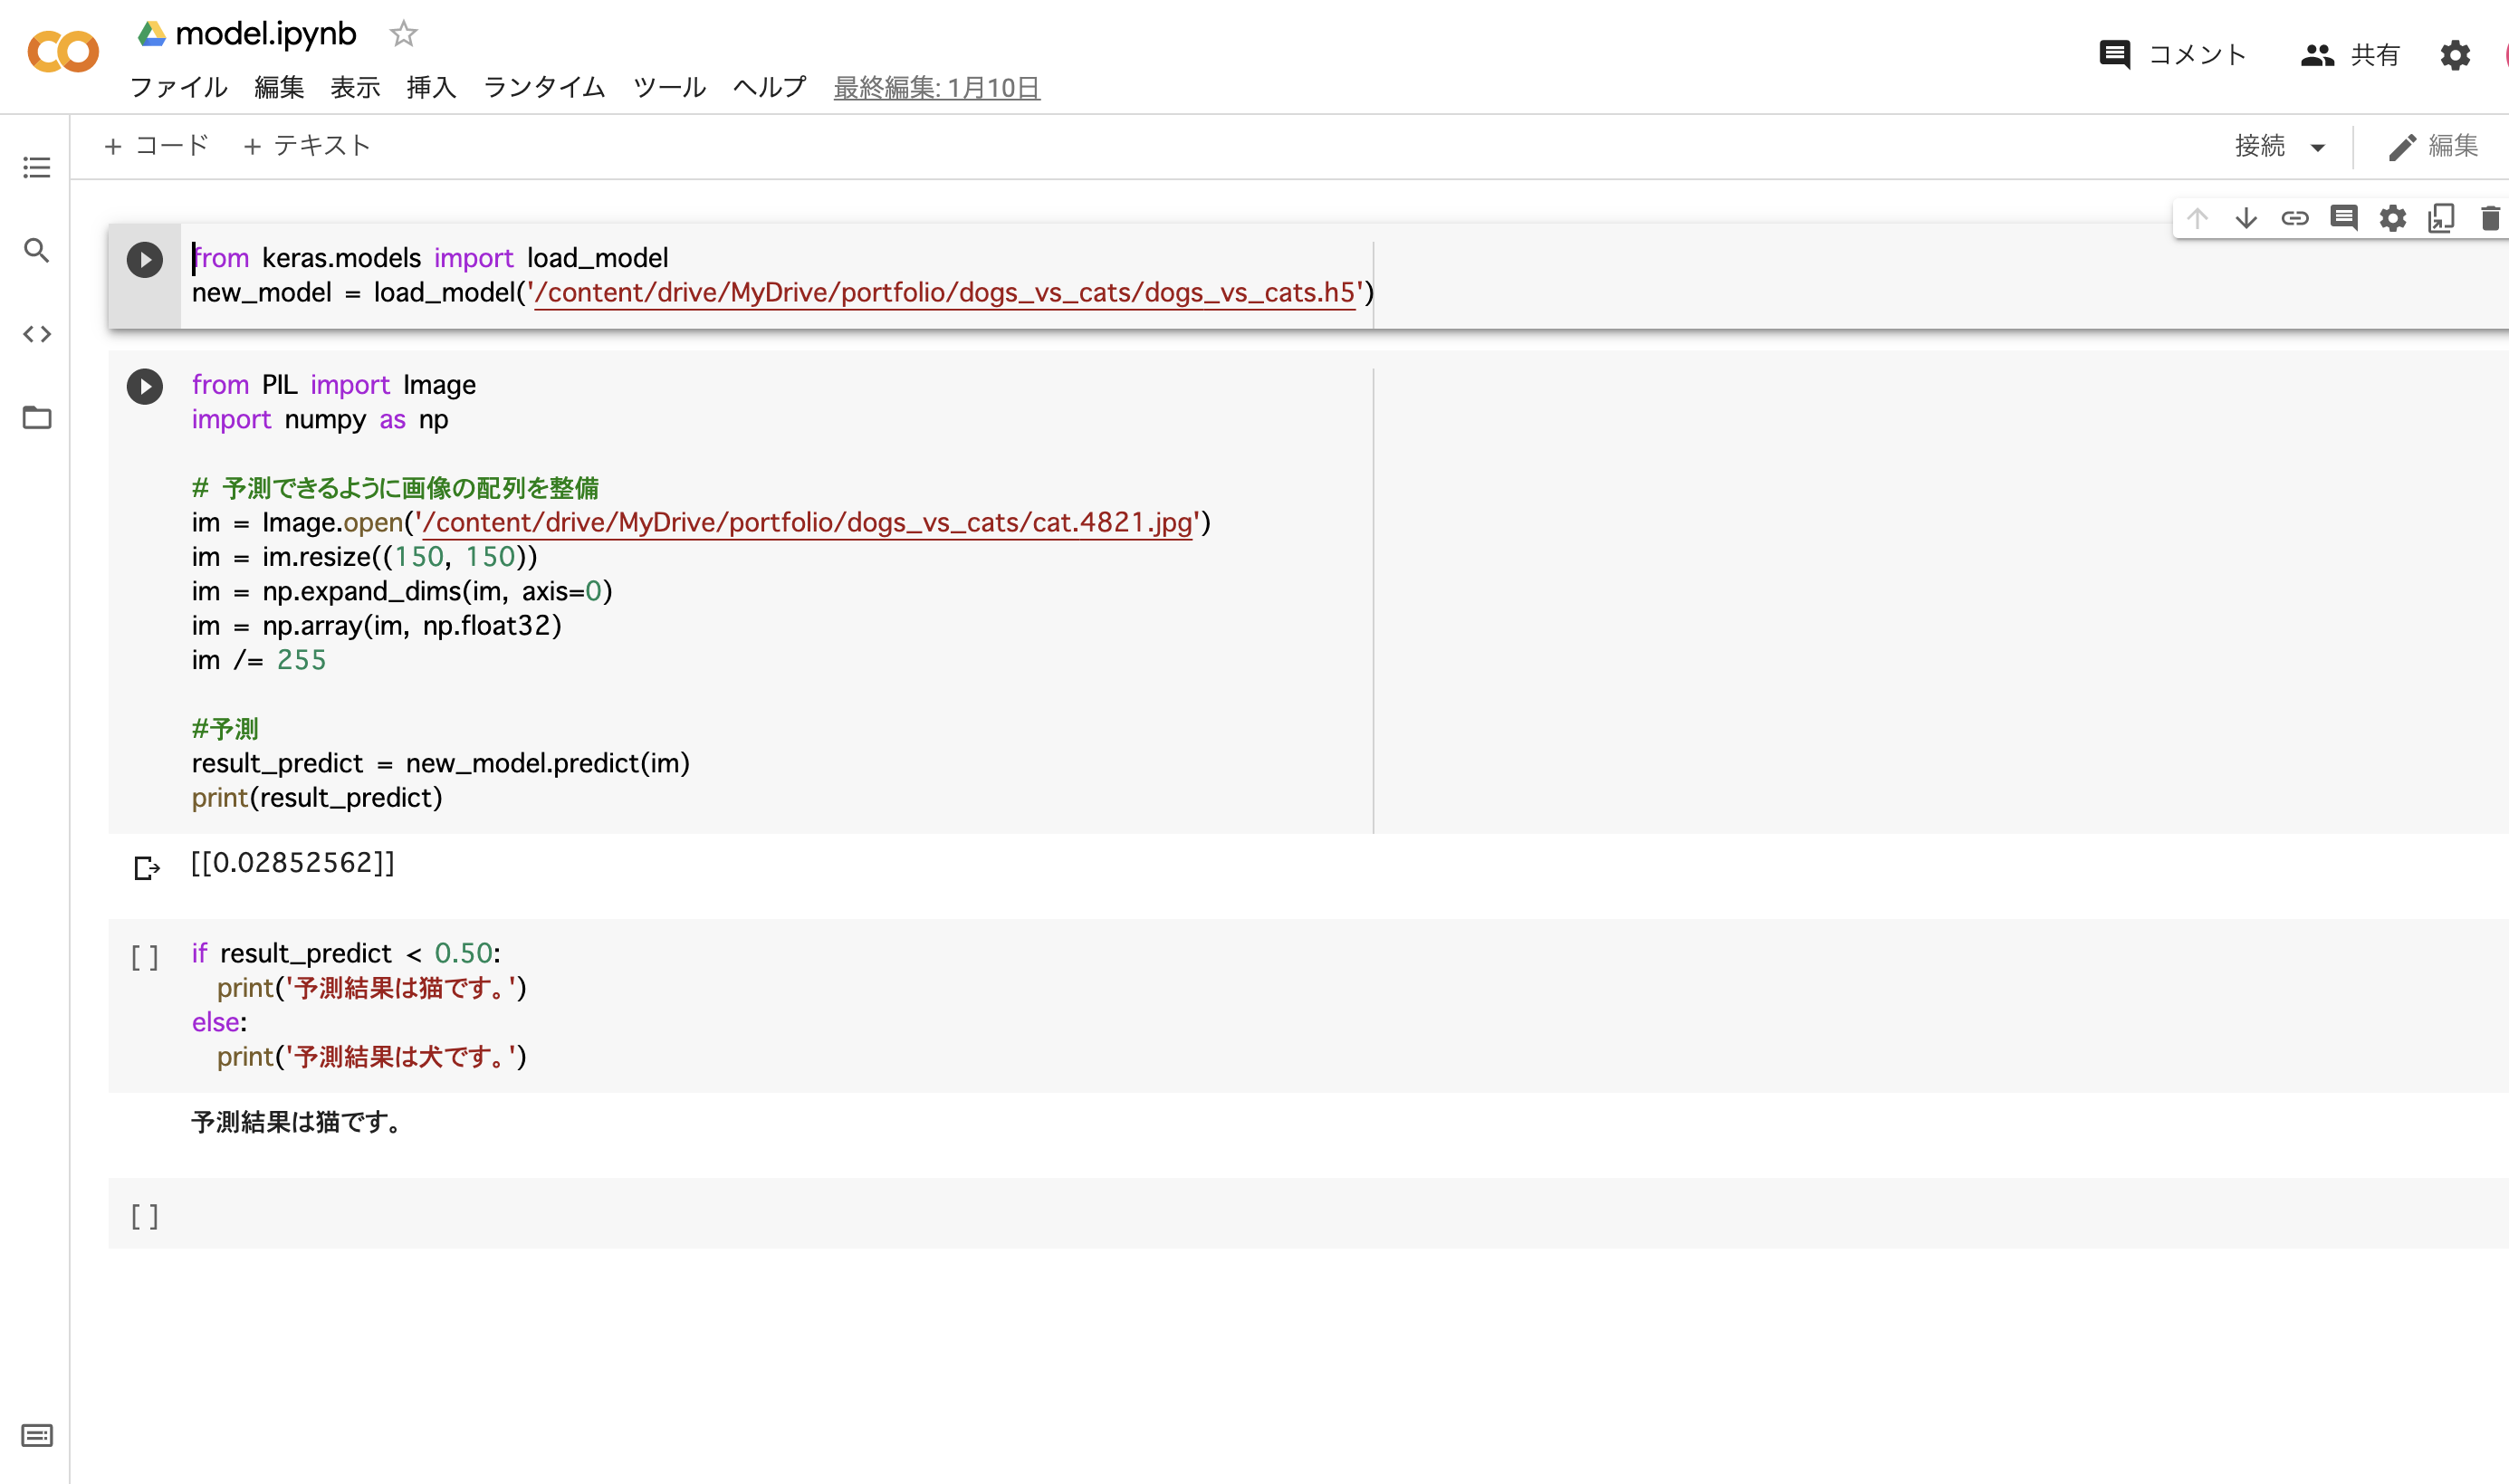 model.ipynb
コメント 共有
ファイル 編集 表示 挿入 ランタイム ツール ヘルプ 最終編集: 1月10日
+ コード + テキスト 接続 編集
from keras.models import load_model
new_model = load_model('/content/drive/MyDrive/portfolio/dogs_vs_cats/dogs_vs_cats.h5')
from PIL import Image
import numpy as np
# 予測できるように画像の配列を整備
im = Image.open('/content/drive/MyDrive/portfolio/dogs_vs_cats/cat.4821.jpg')
im = im.resize((150, 150))
im = np.expand_dims(im, axis=0)
im = np.array(im, np.float32)
im /= 255
#予測
result_predict = new_model.predict(im)
print(result_predict)
[[0.02852562]]
[ ] if result_predict < 0.50:
print('予測結果は猫です。')
else:
print('予測結果は犬です。')
予測結果は猫です。
[ ]